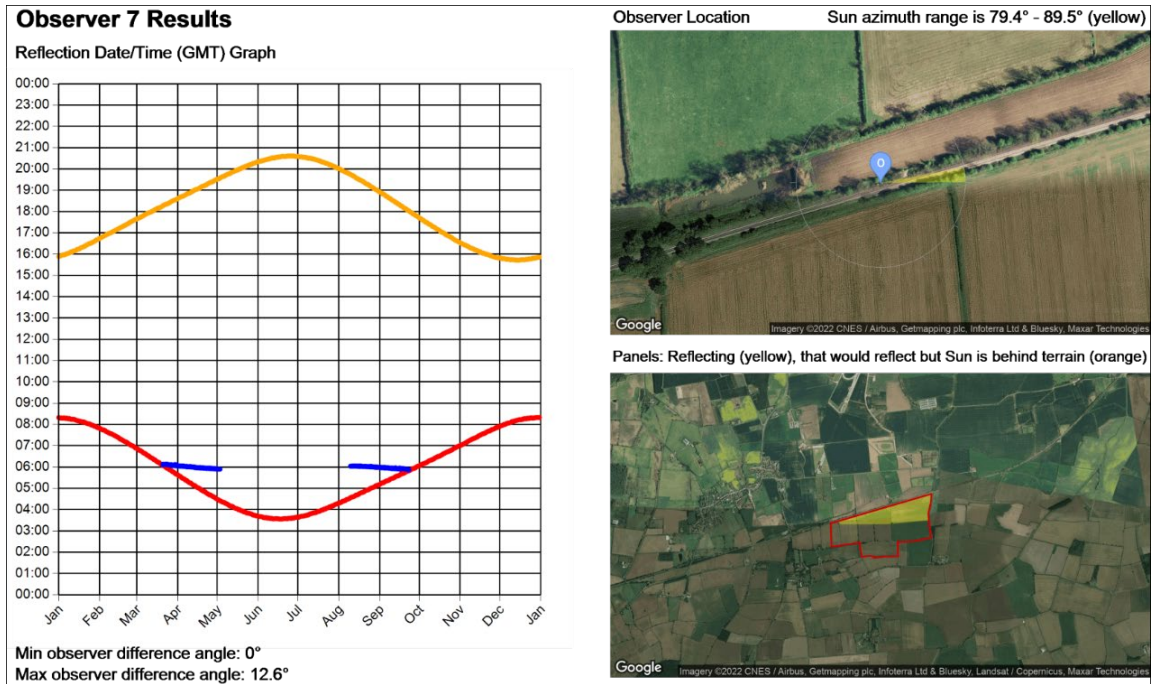 Observer 7 Results
Reflection Date/Time (GMT) Graph
00:00
23:00
22:00
21:00
20:00
19:00
18:00
17:00
16:00
15:00
14:00
13:00
12:00
11:00
10:00
09:00
08:00
07:00
06:00
05:00
04:00
03:00
02:00
01:00
00:00
Jan Feb Mar Apr May Jun Jul Aug Sep Oct Nov Dec Jan
Min observer difference angle: 0°
Max observer difference angle: 12.6°
Observer Location Sun azimuth range is 79.4° - 89.5° (yellow)
O
Google
Imagery ©2022 CNES / Airbus, Getmapping plc, Infoterra Ltd & Bluesky, Maxar Technologies
Panels: Reflecting (yellow), that would reflect but Sun is behind terrain (orange)
Google
Imagery ©2022 CNES / Airbus, Getmapping plc, Infoterra Ltd & Bluesky, Landsat / Copernicus, Maxar Technologies